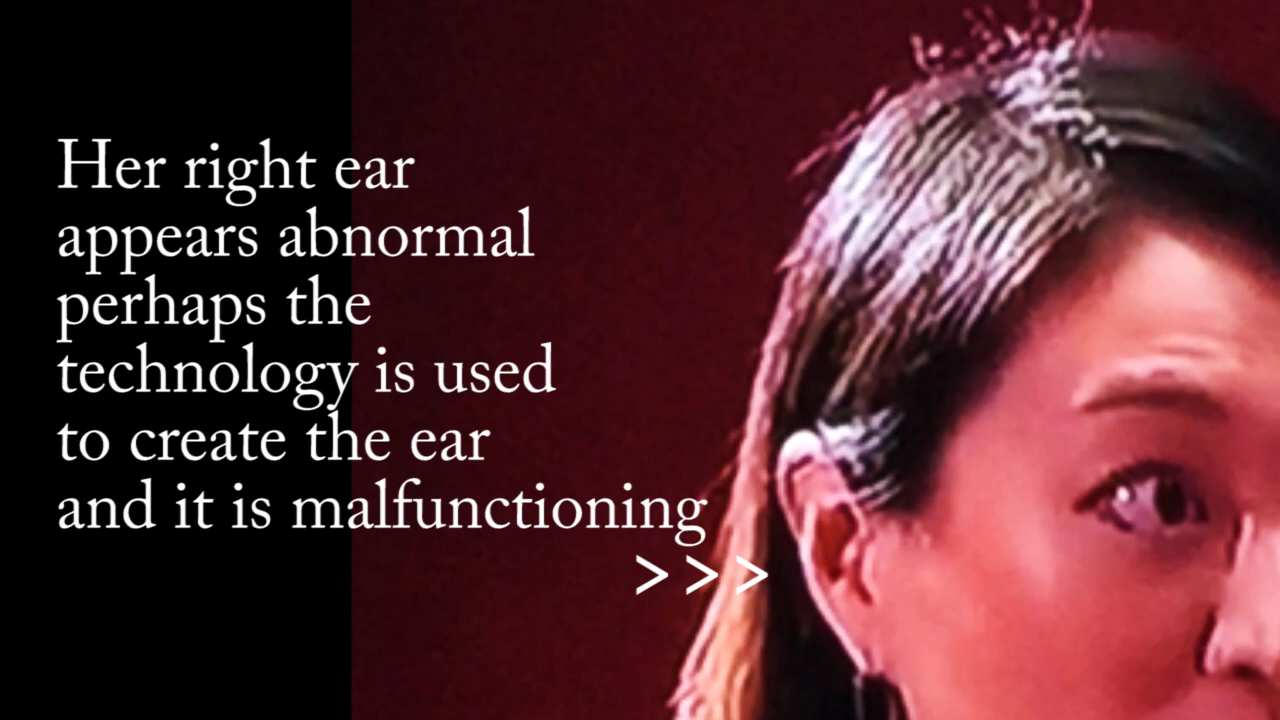 Her right ear
appears abnormal
perhaps the
technology is used
to create the ear
and it is malfunctioning
>>>